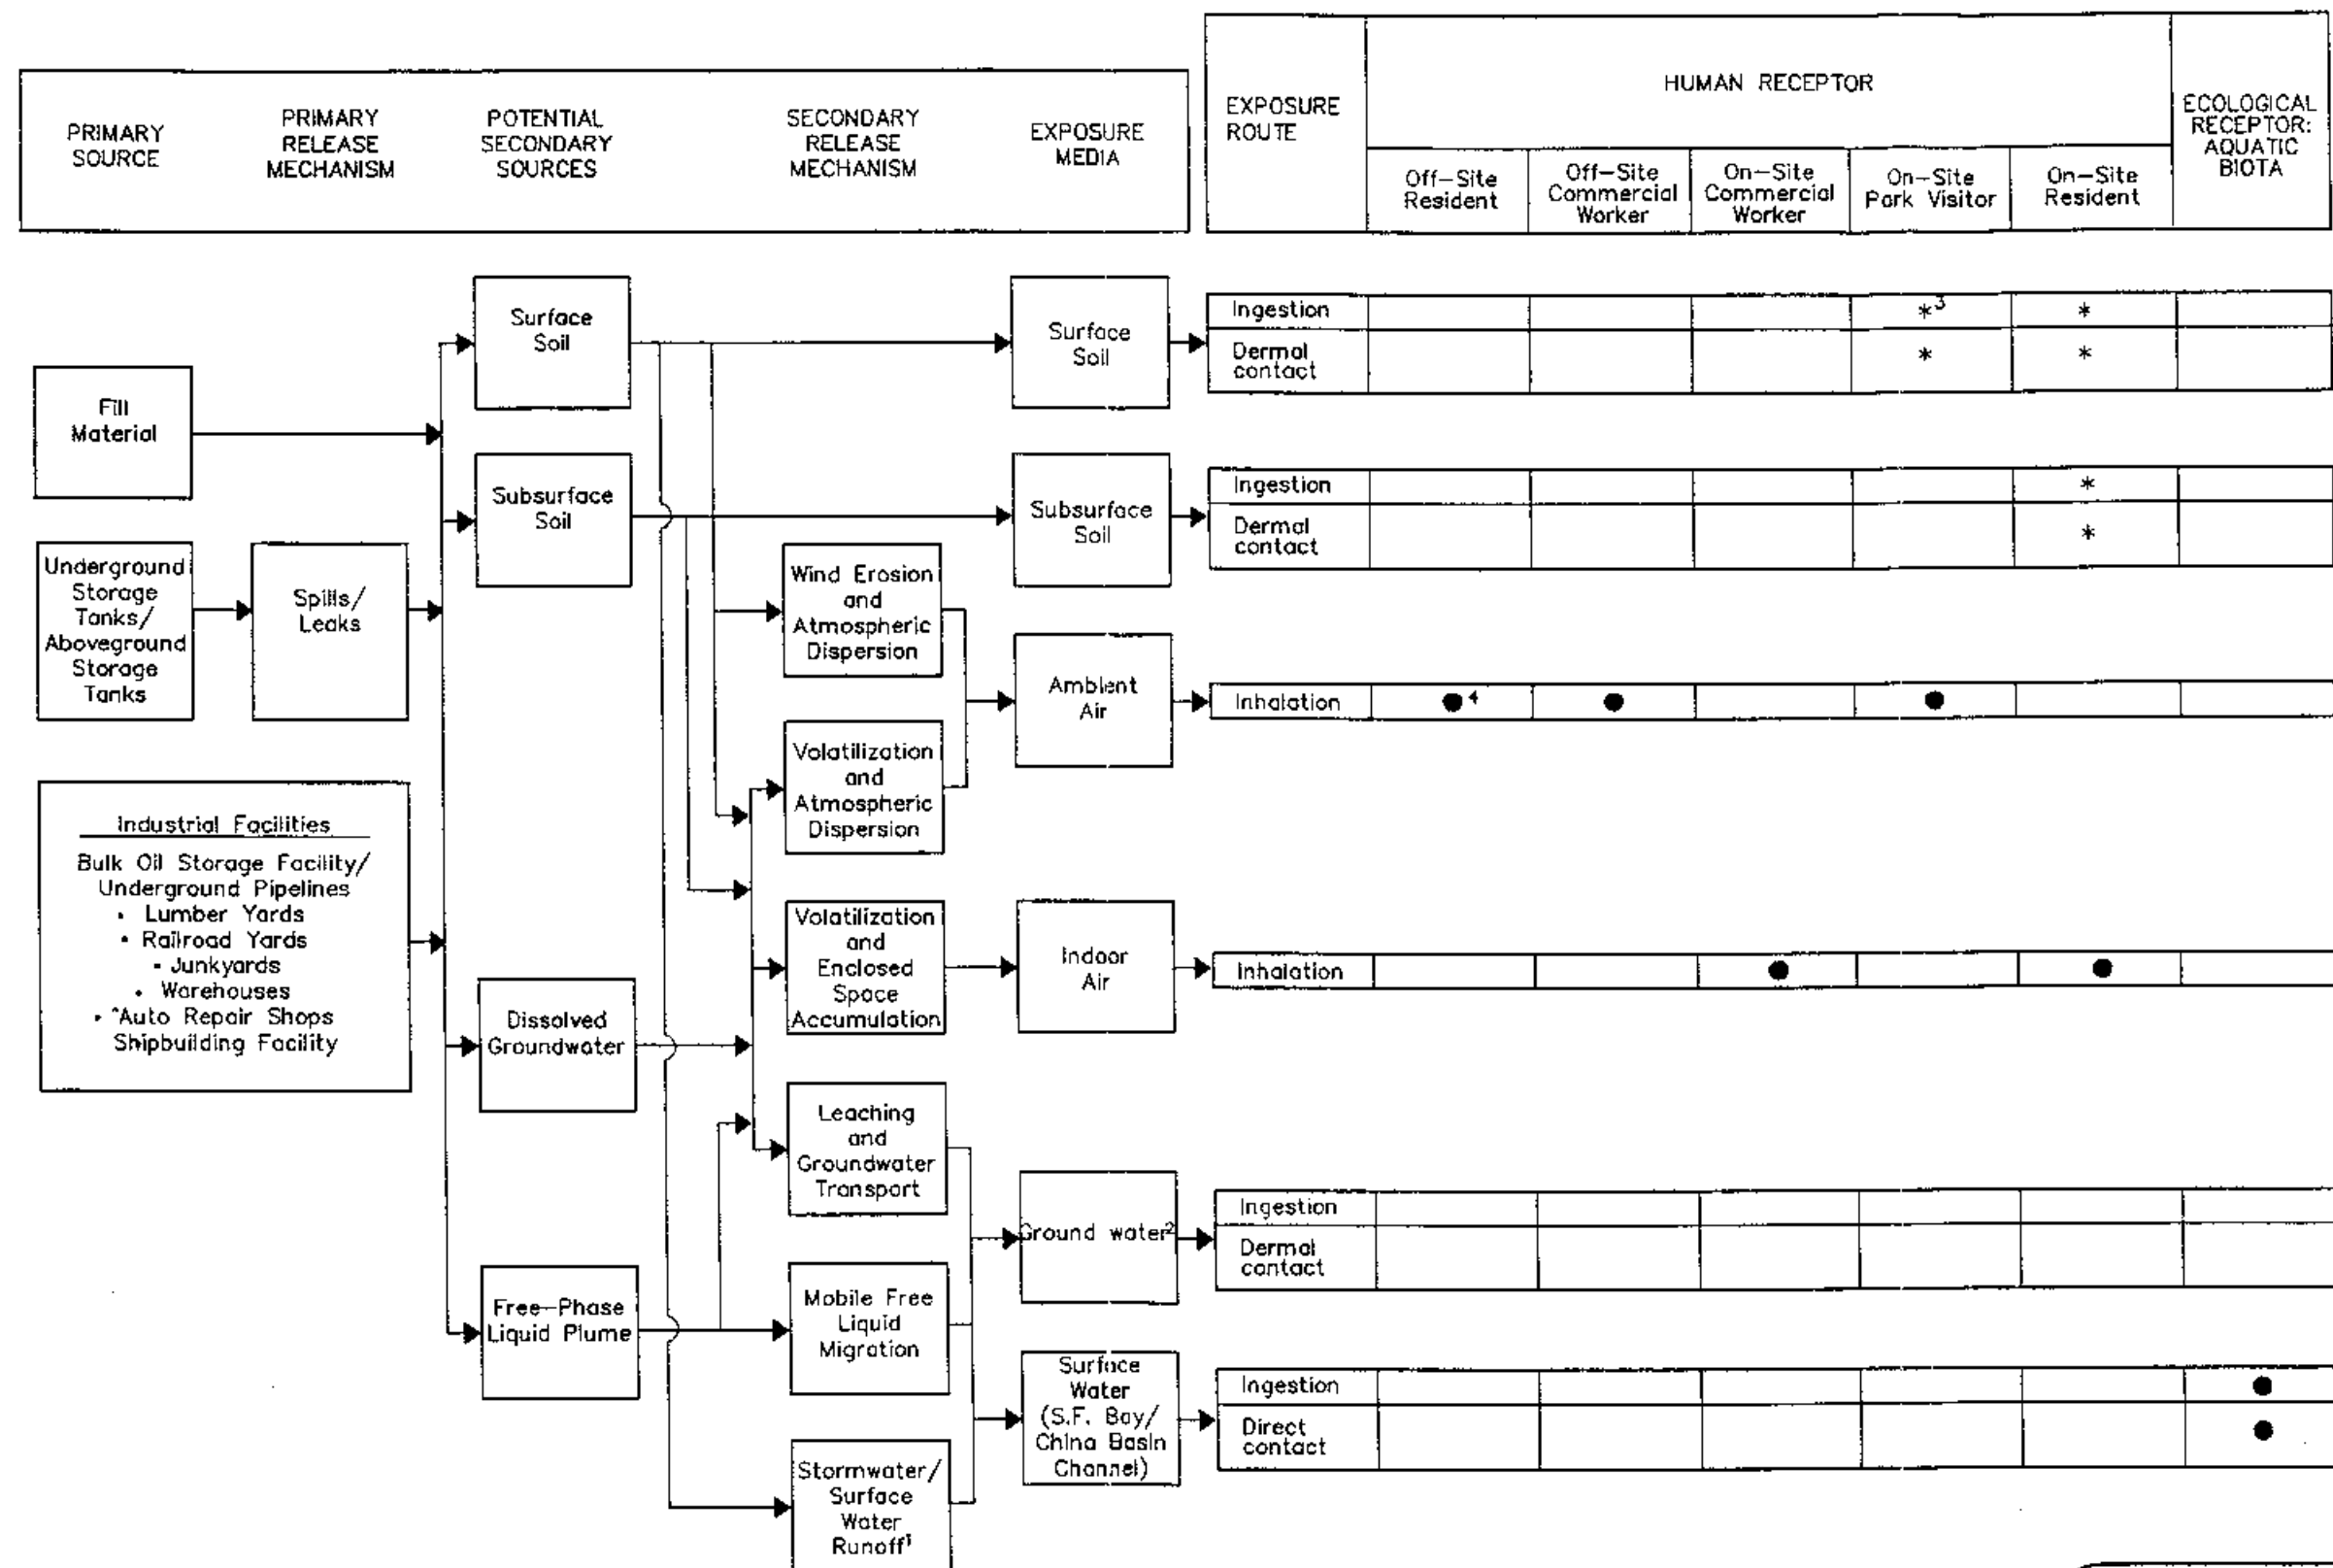 PRIMARY
SOURCE
PRIMARY
RELEASE
MECHANISM
POTENTIAL
SECONDARY
SOURCES
SECONDARY
RELEASE
MECHANISM
EXPOSURE
MEDIA
EXPOSURE
ROUTE
HUMAN RECEPTOR
Off-Site
Resident
Off-Site
Commercial
Worker
On-Site
Commercial
Worker
On-Site
Park Visitor
On-Site
Resident
ECOLOGICAL
RECEPTOR:
AQUATIC
BIOTA
Fill
Material
Underground
Storage
Tanks/
Aboveground
Storage
Tanks
Spills/
Leaks
Industrial Facilities
Bulk Oil Storage Facility/
Underground Pipelines
• Lumber Yards
• Railroad Yards
• Junkyards
• Warehouses
• Auto Repair Shops
Shipbuilding Facility
Surface
Soil
Subsurface
Soil
Dissolved
Groundwater
Free-Phase
Liquid Plume
Wind Erosion
and
Atmospheric
Dispersion
Volatilization
and
Atmospheric
Dispersion
Volatilization
and
Enclosed
Space
Accumulation
Leaching
and
Groundwater
Transport
Mobile Free
Liquid
Migration
Stormwater/
Surface
Water
Runoff¹
Surface
Soil
Ingestion *³ *
Dermal
contact * *
Subsurface
Soil
Ingestion *
Dermal
contact *
Ambient
Air
Inhalation ●⁴ ● ●
Indoor
Air
Inhalation ● ●
Ground water²
Ingestion
Dermal
contact
Surface
Water
(S.F. Bay/
China Basin
Channel)
Ingestion ●
Direct
contact ●